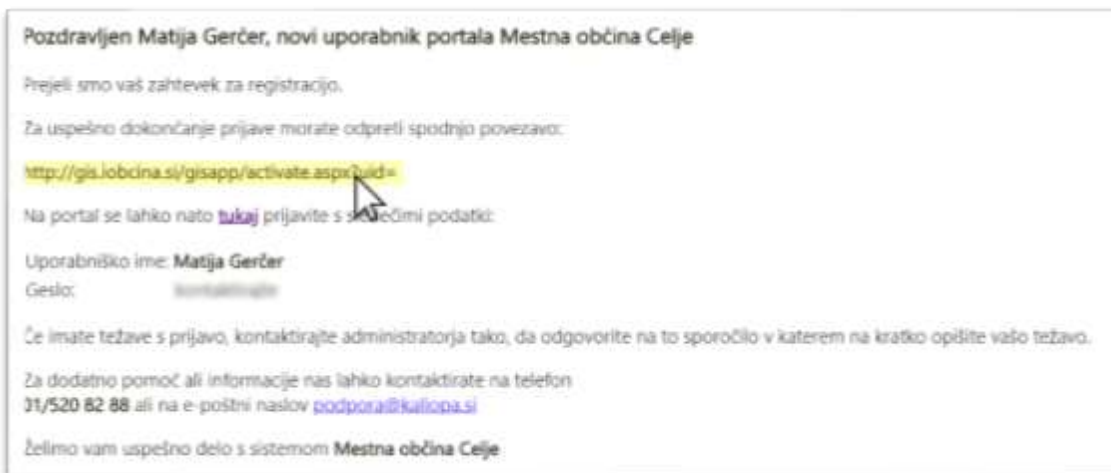 Pozdravljen Matija Gerčer, novi uporabnik portala Mestna občina Celje
Prejeli smo vaš zahtevek za registracijo.
Za uspešno dokončanje prijave morate odpreti spodnjo povezavo:
http://gis.iobcina.si/gisapp/activate.aspx?uid=
Na portal se lahko nato tukaj prijavite s sledečimi podatki:
Uporabniško ime: Matija Gerčer
Geslo:
Če imate težave s prijavo, kontaktirajte administratorja tako, da odgovorite na to sporočilo v katerem na kratko opišite vašo težavo.
Za dodatno pomoč ali informacije nas lahko kontaktirate na telefon
01/520 82 88 ali na e-poštni naslov podpora@kaliopa.si
Želimo vam uspešno delo s sistemom Mestna občina Celje